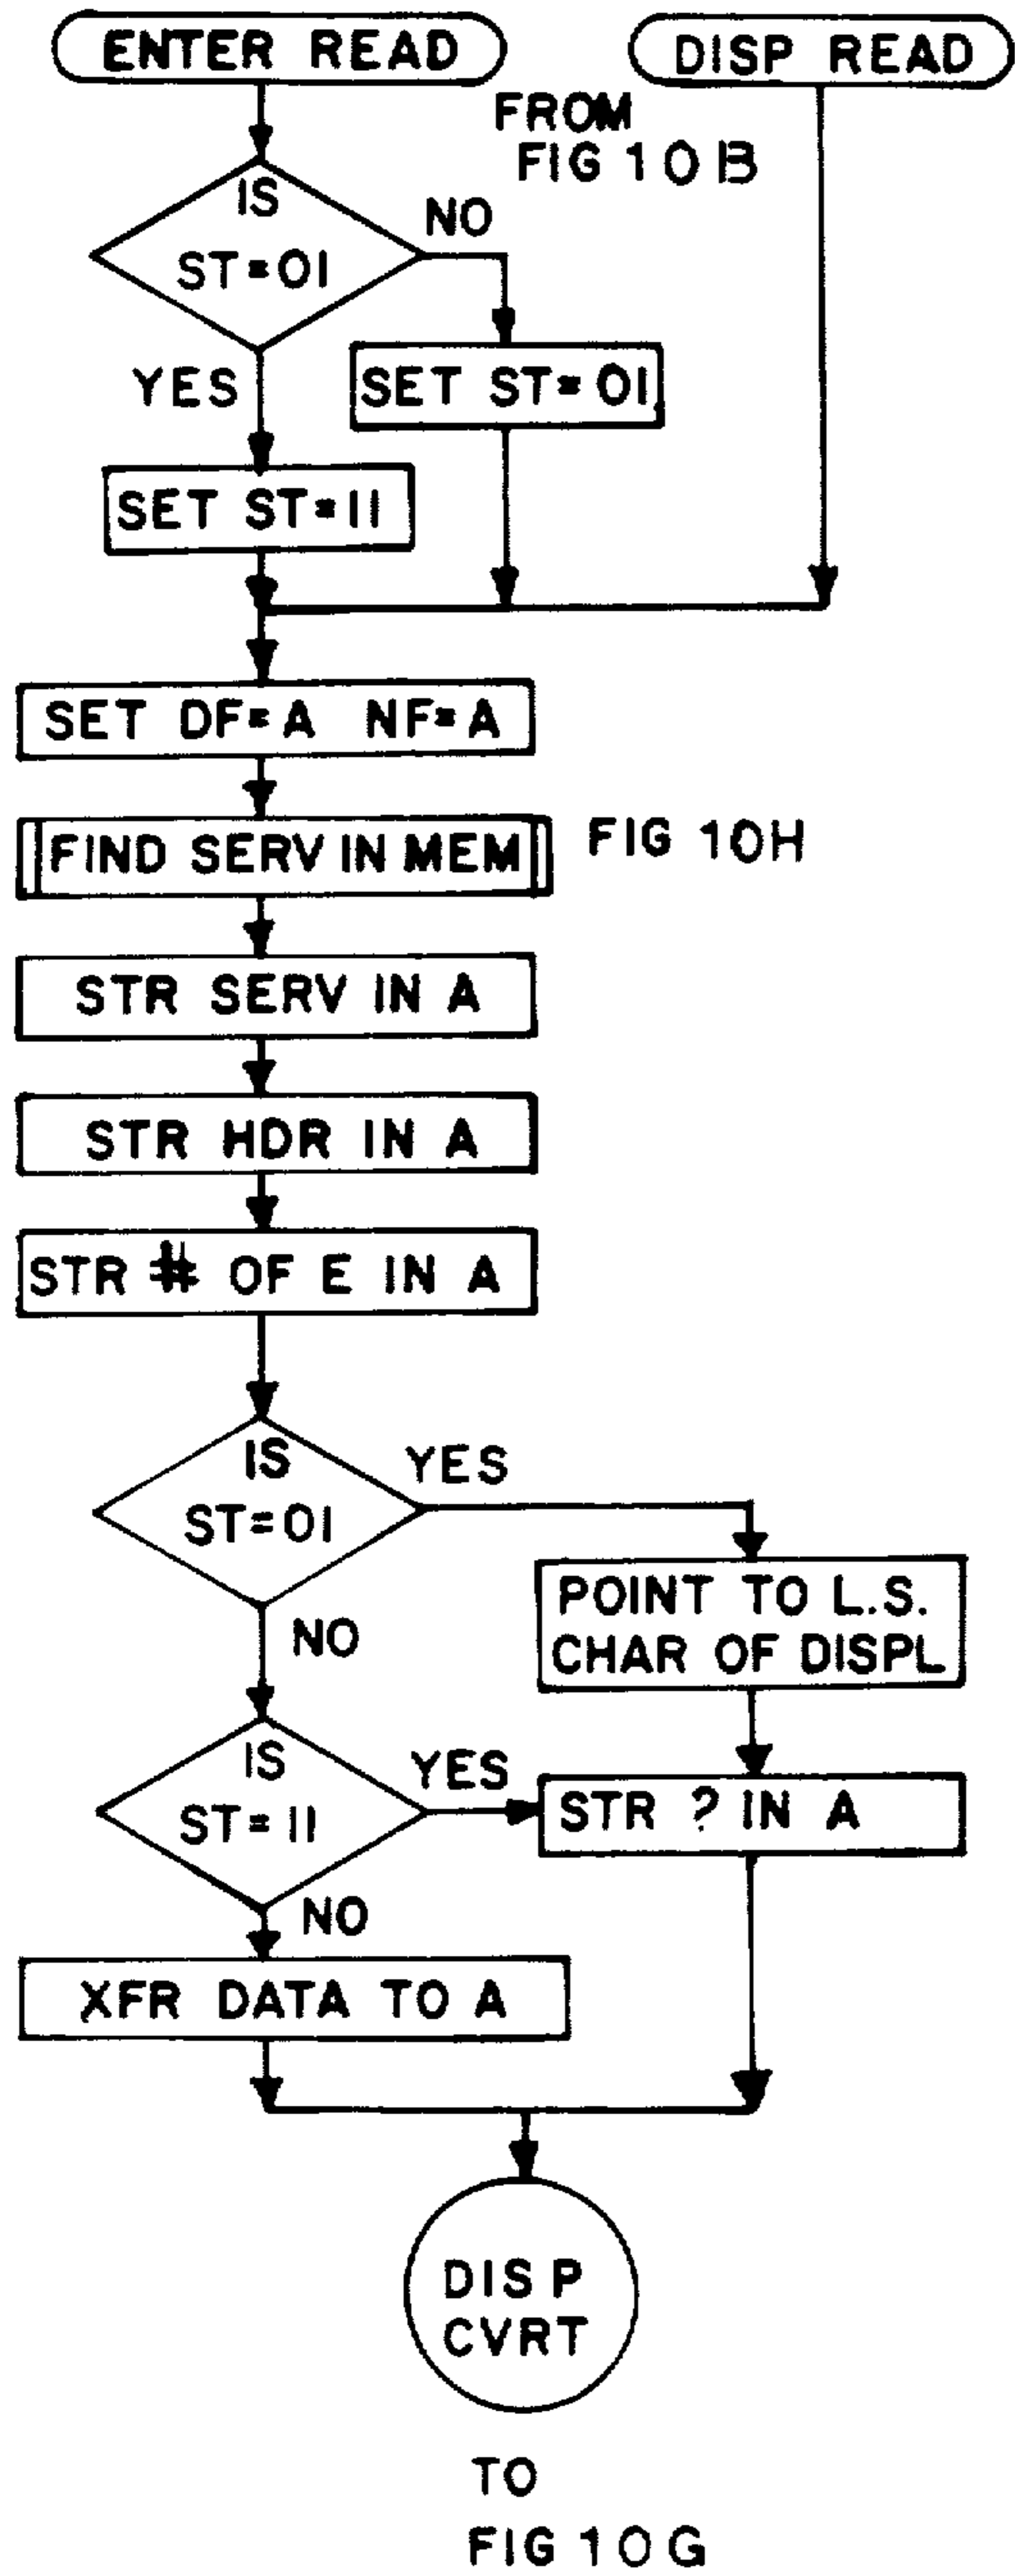 ENTER READ
DISP READ
FROM
FIG 10B
IS
ST=01
NO
YES
SET ST=01
SET ST=11
SET DF=A NF=A
FIND SERV IN MEM
FIG 10H
STR SERV IN A
STR HDR IN A
STR # OF E IN A
IS
ST=01
YES
NO
POINT TO L.S.
CHAR OF DISPL
IS
ST=11
YES
STR ? IN A
NO
XFR DATA TO A
DISP
CVRT
TO
FIG 10G